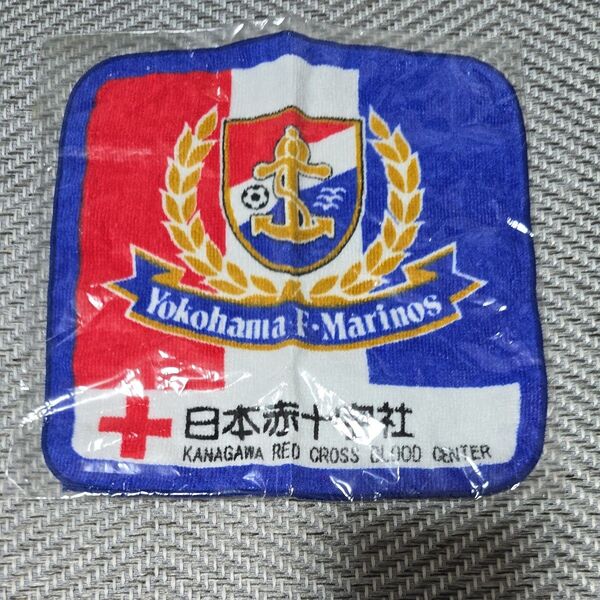 Yokohama F·Marinos
日本赤十字社
KANAGAWA RED CROSS BLOOD CENTER